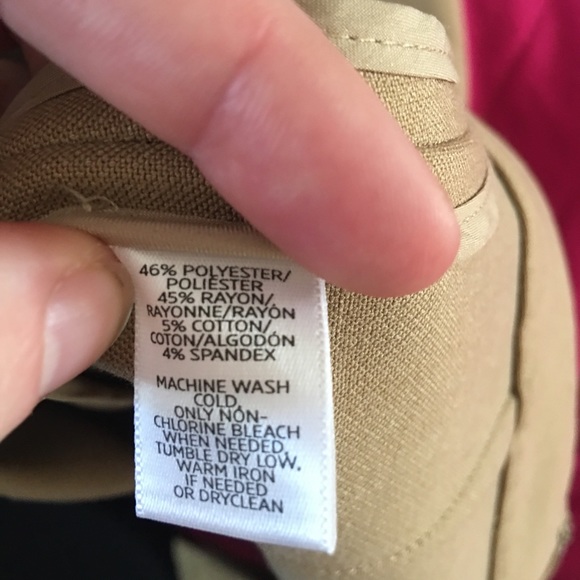 46% POLYESTER/
POLIÉSTER
45% RAYON/
RAYONNE/RAYÓN
5% COTTON/
COTON/ALGODÓN
4% SPANDEX
MACHINE WASH
COLD,
ONLY NON-
CHLORINE BLEACH
WHEN NEEDED,
TUMBLE DRY LOW.
WARM IRON
IF NEEDED
OR DRYCLEAN